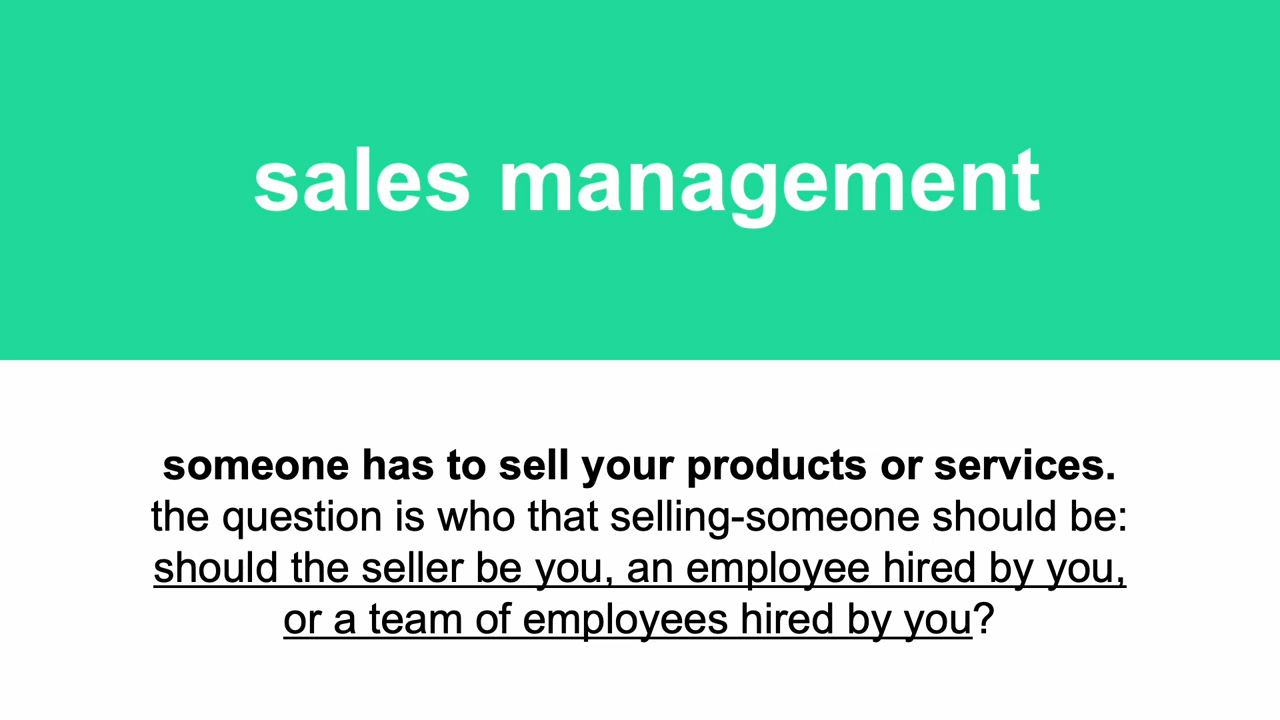 sales management
someone has to sell your products or services.
the question is who that selling-someone should be:
should the seller be you, an employee hired by you,
or a team of employees hired by you?